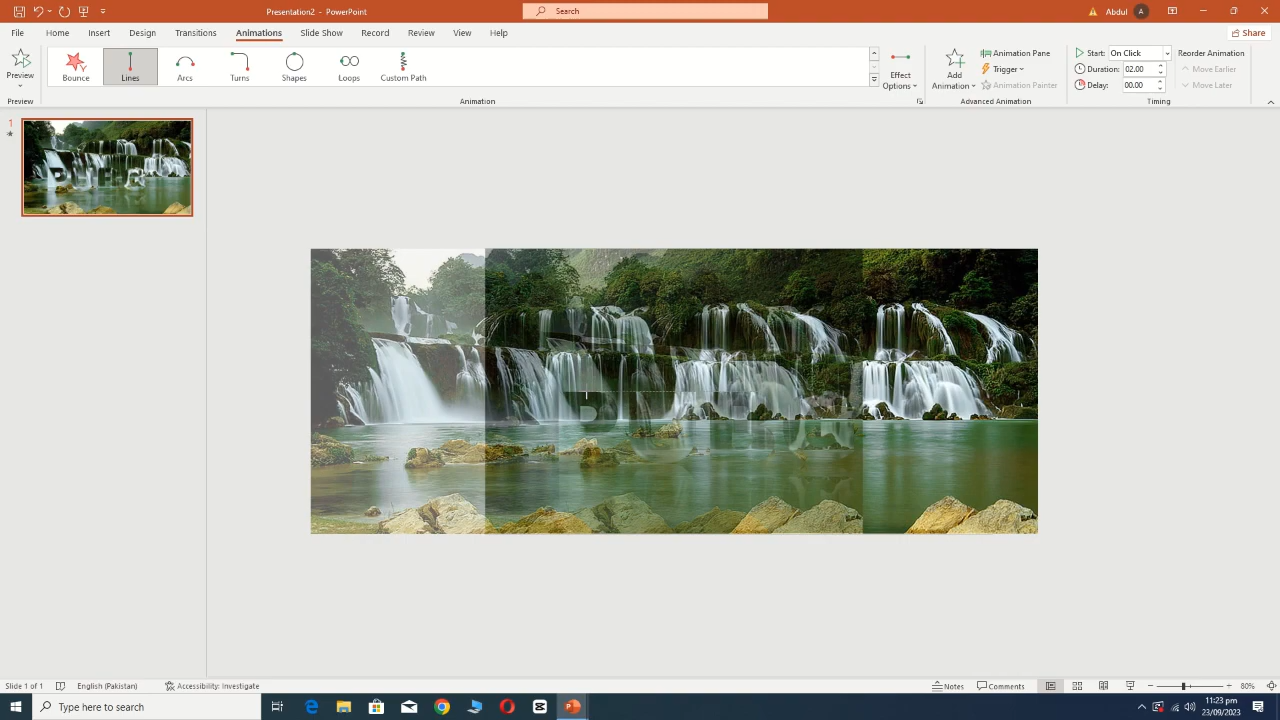 Presentation2 - PowerPoint
Search
Abdul
A
File
Home
Insert
Design
Transitions
Animations
Slide Show
Record
Review
View
Help
Share
Preview
Bounce
Lines
Arcs
Turns
Shapes
Loops
Custom Path
Effect
Options
Add
Animation
Animation Pane
Trigger
Animation Painter
Start: On Click
Duration: 02.00
Delay: 00.00
Reorder Animation
Move Earlier
Move Later
Preview
Animation
Advanced Animation
Timing
1
Slide 1 of 1
English (Pakistan)
Accessibility: Investigate
Notes
Comments
80%
Type here to search
11:23 pm
23/09/2023